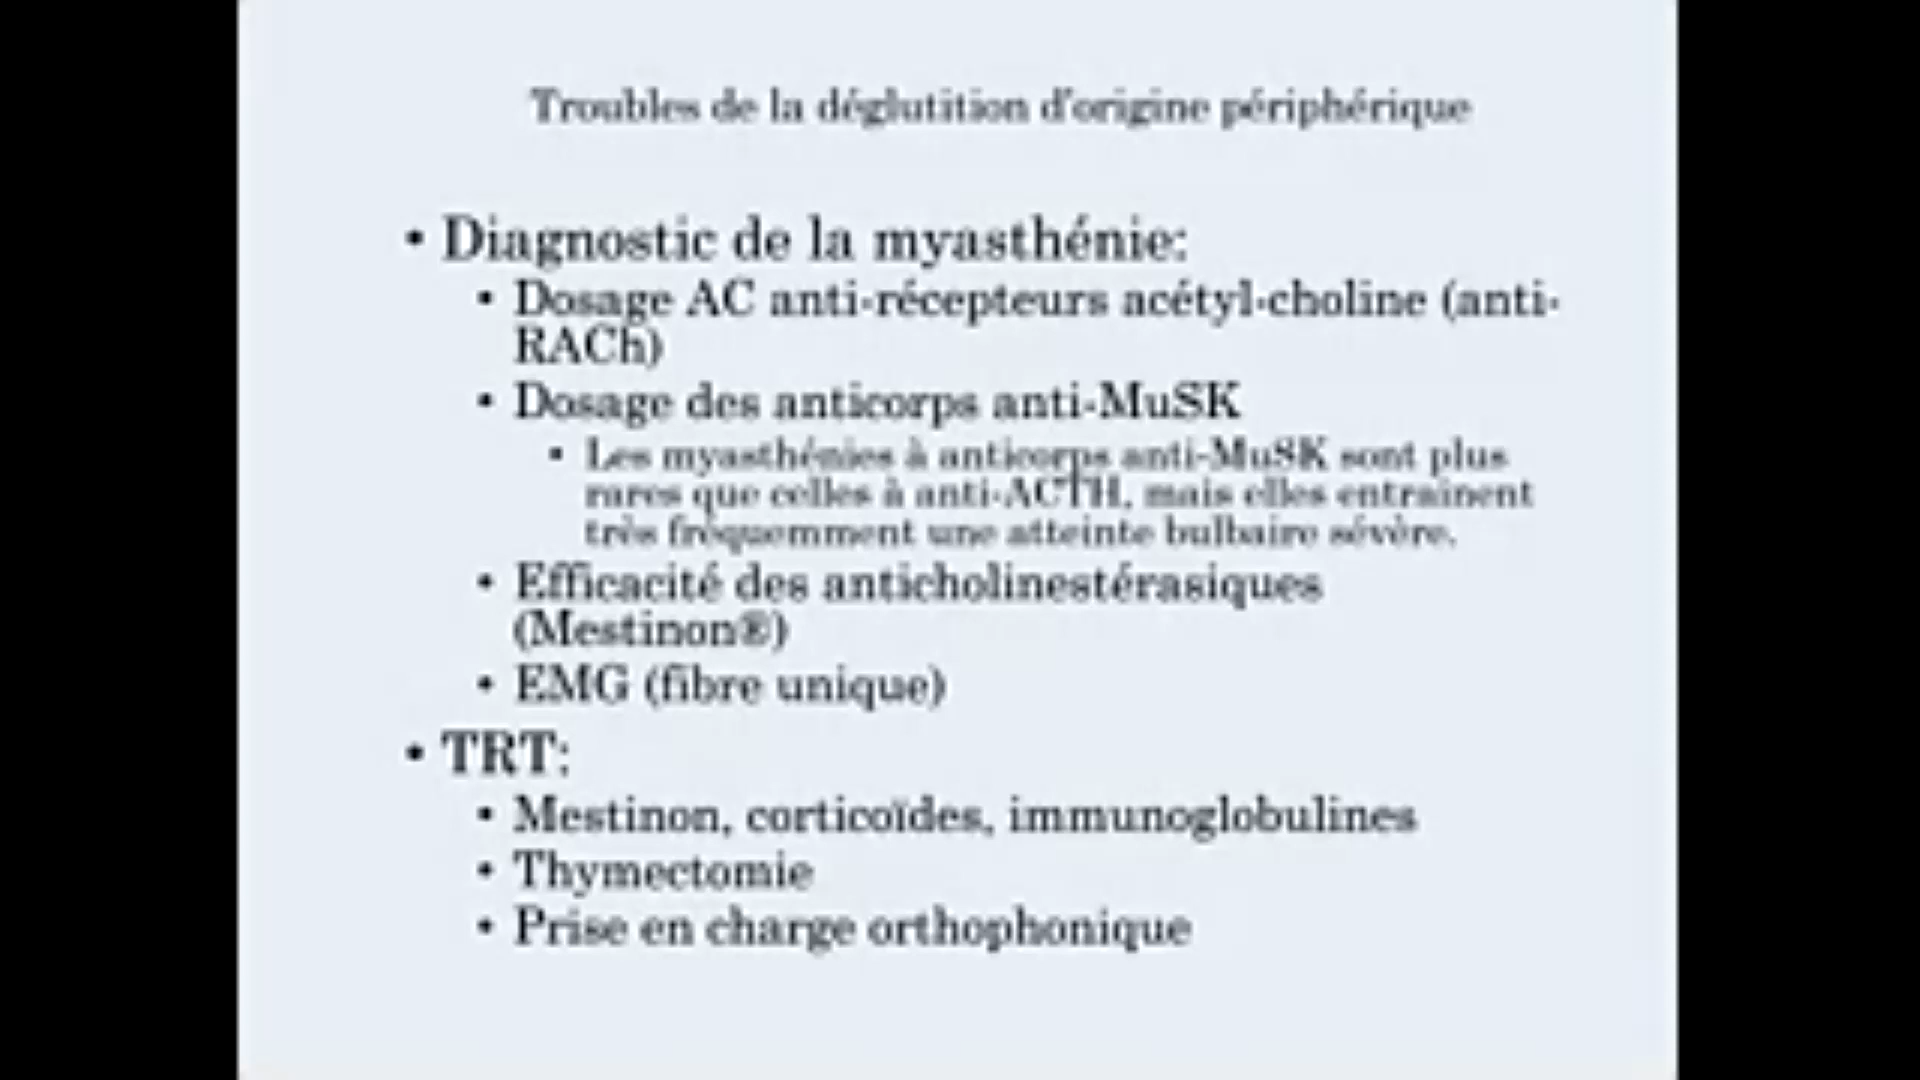 Troubles de la déglutition d'origine périphérique
• Diagnostic de la myasthénie:
• Dosage AC anti-récepteurs acétyl-choline (anti-
RACh)
• Dosage des anticorps anti-MuSK
• Les myasthénies à anticorps anti-MuSK sont plus
rares que celles à anti-ACTH, mais elles entraînent
très fréquemment une atteinte bulbaire sévère.
• Efficacité des anticholinestérasiques
(Mestinon®)
• EMG (fibre unique)
• TRT:
• Mestinon, corticoïdes, immunoglobulines
• Thymectomie
• Prise en charge orthophonique